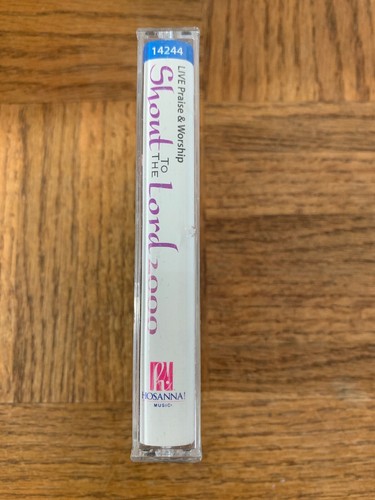 14244
LIVE Praise & Worship
Shout TO THE Lord 2000
HOSANNA!
MUSIC